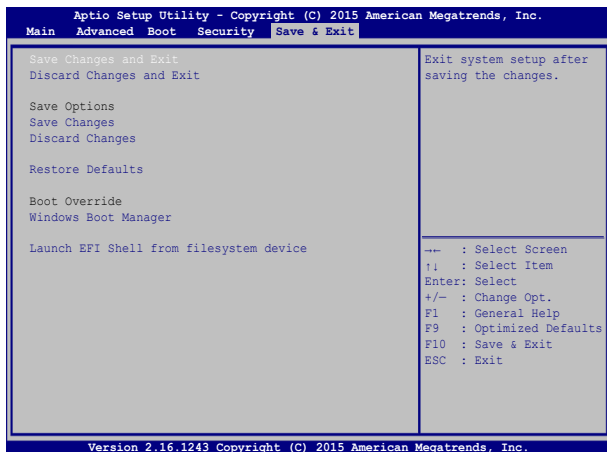 Aptio Setup Utility - Copyright (C) 2015 American Megatrends, Inc.
Main Advanced Boot Security Save & Exit
Save Changes and Exit
Discard Changes and Exit
Save Options
Save Changes
Discard Changes
Restore Defaults
Boot Override
Windows Boot Manager
Launch EFI Shell from filesystem device
Exit system setup after
saving the changes.
→← : Select Screen
↑↓ : Select Item
Enter: Select
+/— : Change Opt.
F1 : General Help
F9 : Optimized Defaults
F10 : Save & Exit
ESC : Exit
Version 2.16.1243 Copyright (C) 2015 American Megatrends, Inc.